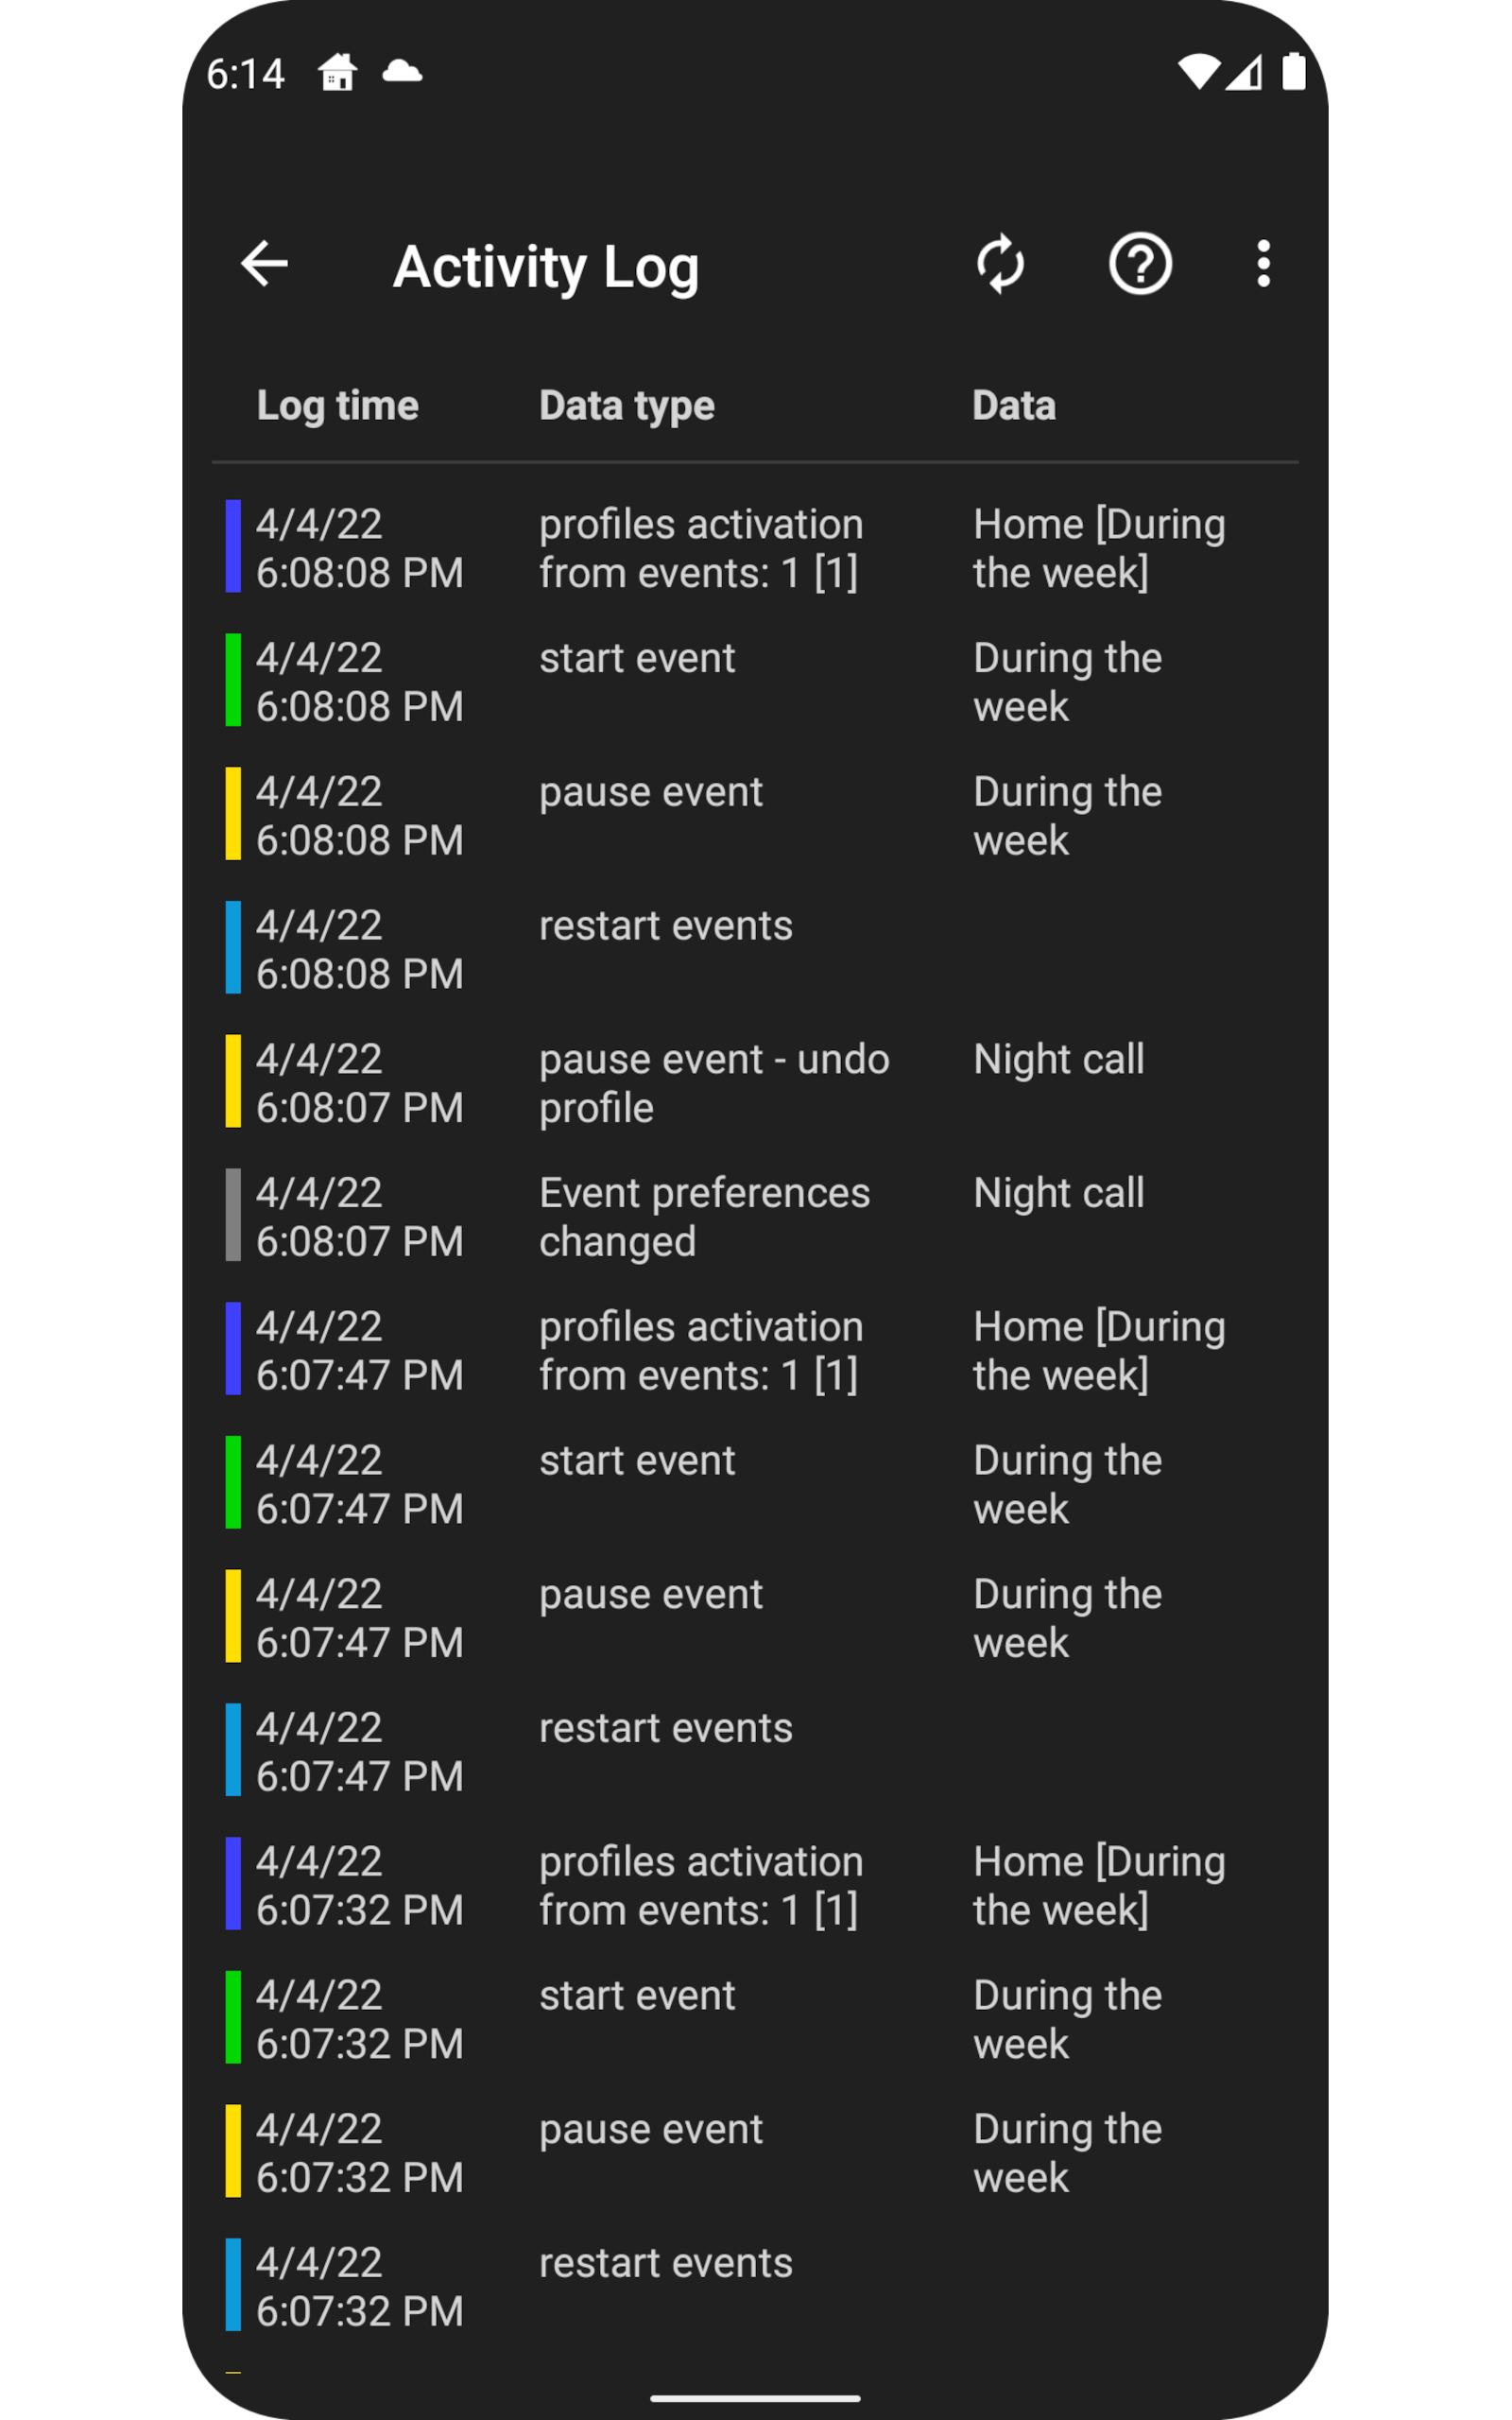 6:14
Activity Log
Log time Data type Data
4/4/22 profiles activation Home [During
6:08:08 PM from events: 1 [1] the week]
4/4/22 start event During the
6:08:08 PM week
4/4/22 pause event During the
6:08:08 PM week
4/4/22 restart events
6:08:08 PM
4/4/22 pause event - undo Night call
6:08:07 PM profile
4/4/22 Event preferences Night call
6:08:07 PM changed
4/4/22 profiles activation Home [During
6:07:47 PM from events: 1 [1] the week]
4/4/22 start event During the
6:07:47 PM week
4/4/22 pause event During the
6:07:47 PM week
4/4/22 restart events
6:07:47 PM
4/4/22 profiles activation Home [During
6:07:32 PM from events: 1 [1] the week]
4/4/22 start event During the
6:07:32 PM week
4/4/22 pause event During the
6:07:32 PM week
4/4/22 restart events
6:07:32 PM